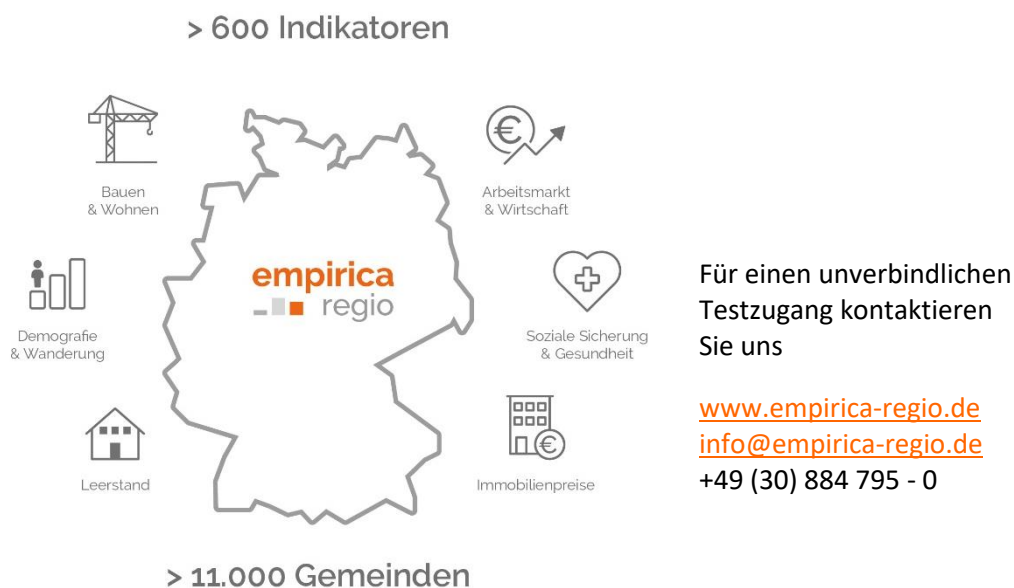 > 600 Indikatoren
Bauen
& Wohnen
Arbeitsmarkt
& Wirtschaft
empirica
regio
Demografie
& Wanderung
Soziale Sicherung
& Gesundheit
Leerstand
Immobilienpreise
> 11.000 Gemeinden
Für einen unverbindlichen
Testzugang kontaktieren
Sie uns
www.empirica-regio.de
info@empirica-regio.de
+49 (30) 884 795 - 0